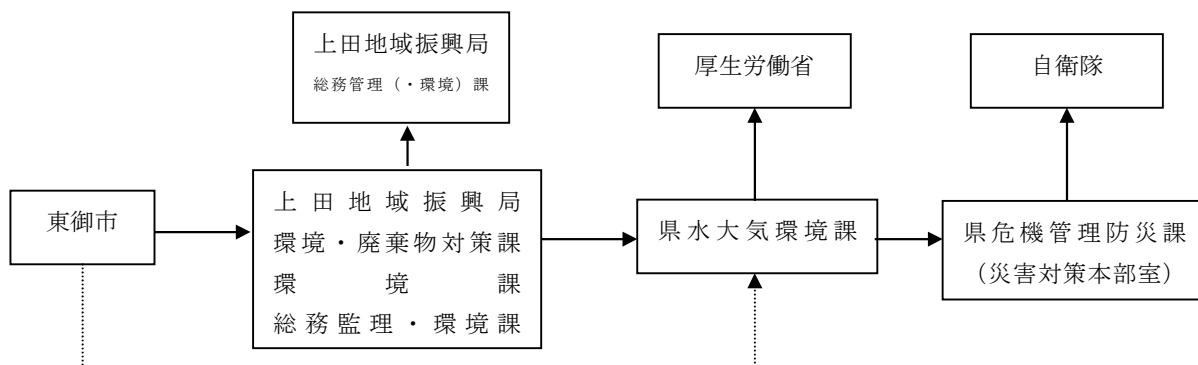 上田地域振興局
総務管理（・環境）課
厚生労働省
自衛隊
東御市
上田地域振興局
環境・廃棄物対策課
環境課
総務監理・環境課
県水大気環境課
県危機管理防災課
（災害対策本部室）